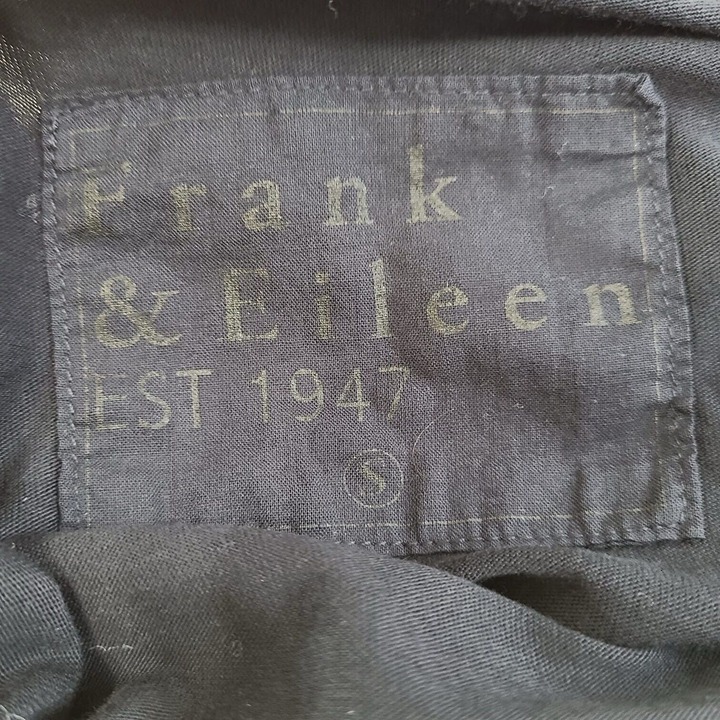 Frank
& Eileen
EST 1947
S